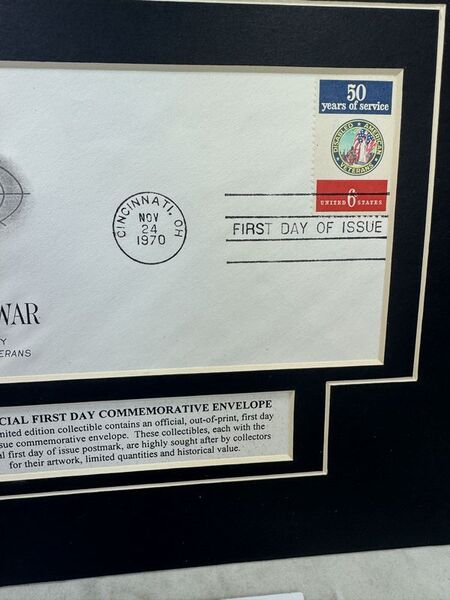 50
years of service
DISABLED AMERICAN VETERANS
6c
UNITED STATES
CINCINNATI, OH
NOV
24
1970
FIRST DAY OF ISSUE
WAR
Y
TERANS
CIAL FIRST DAY COMMEMORATIVE ENVELOPE
mited edition collectible contains an official, out-of-print, first day
sue commemorative envelope. These collectibles, each with the
al first day of issue postmark, are highly sought after by collectors
for their artwork, limited quantities and historical value.